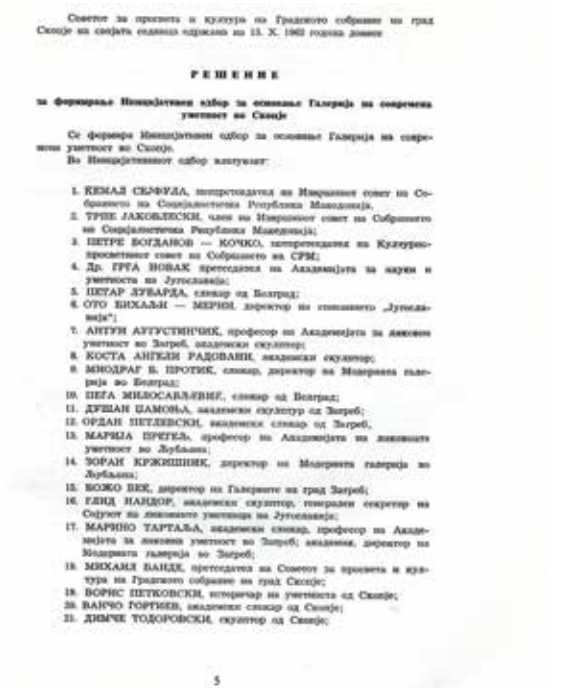 Советот за просвета и култура на Градското собрание на град
Скопје на својата седница одржана на 15. X. 1963 година донесе
РЕШЕНИЕ
за формирање Иницијативен одбор за основање Галерија на современа
уметност во Скопје
Се формира Иницијативен одбор за основање Галерија на совре-
мена уметност во Скопје.
Во Иницијативниот одбор влегуваат:
1. КЕМАЛ СЕЈФУЛА, потпретседател на Извршниот совет на Со-
бранието на Социјалистичка Република Македонија,
2. ТРПЕ ЈАКОВЛЕСКИ, член на Извршниот совет на Собранието
на Социјалистичка Република Македонија;
3. ПЕТРЕ БОГДАНОВ — КОЧКО, потпретседател на Културно-
просветниот совет на Собранието на СРМ;
4. Др. ГРГА НОВАК претседател на Академијата за науки и
уметноста на Југославија;
5. ПЕТАР ЛУБАРДА, сликар од Белград;
6. ОТО БИХАЉИ — МЕРИН, директор на списанието „Југосла-
вија“;
7. АНТУН АУГУСТИНЧИК, професор на Академијата за ликовна
уметност во Загреб, академски скулптор;
8. КОСТА АНГЕЛИ РАДОВАНИ, академски скулптор;
9. МИОДРАГ Б. ПРОТИК, сликар, директор на Модерната гале-
рија во Белград;
10. ПЕГА МИЛОСАВЉЕВИЌ, сликар од Белград;
11. ДУШАН ЏАМОЊА, академски скулптур од Загреб;
12. ОРДАН ПЕТЛЕВСКИ, академски сликар од Загреб,
13. МАРИЈА ПРЕГЕЉ, професор на Академијата на ликовната
уметност во Љубљана;
14. ЗОРАН КРЖИШНИК, директор на Модерната галерија во
Љубљана;
15. БОЖО БЕК, директор на Галериите на град Загреб;
16. ГЛИД НАНДОР, академски скулптор, генерален секретар на
Сојузот на ликовните уметници на Југославија;
17. МАРИНО ТАРТАЉА, академски сликар, професор на Акаде-
мијата за ликовна уметност во Загреб; академик, директор на
Модерната галерија во Загреб;
18. МИХАИЛ БАНДЕ, претседател на Советот за просвета и кул-
тура на Градското собрание на град Скопје;
19. БОРИС ПЕТКОВСКИ, историчар на уметноста од Скопје;
20. ВАНЧО ЃОРГИЕВ, академски сликар од Скопје;
21. ДИМЧЕ ТОДОРОВСКИ, скулптор од Скопје;
5